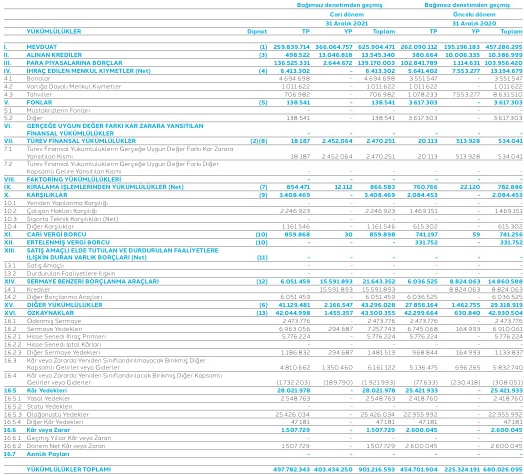 Bağımsız denetimden geçmiş Bağımsız denetimden geçmiş
Cari dönem Önceki dönem
31 Aralık 2021 31 Aralık 2020
YÜKÜMLÜLÜKLER Dipnot TP YP Toplam TP YP Toplam
I. MEVDUAT (1) 259.839.714 366.064.757 625.904.471 262.090.112 195.196.183 457.286.295
II. ALINAN KREDİLER (3) 498.522 13.046.818 13.545.340 380.664 10.006.335 10.386.999
III. PARA PİYASALARINA BORÇLAR 136.525.331 2.644.672 139.170.003 102.841.789 1.114.631 103.956.420
IV. İHRAÇ EDİLEN MENKUL KIYMETLER (Net) (4) 6.413.302 - 6.413.302 5.641.402 7.553.277 13.194.679
4.1 Bonolar 4.694.698 - 4.694.698 3.551.547 - 3.551.547
4.2 Varlığa Dayalı Menkul Kıymetler 1.011.622 - 1.011.622 1.011.622 - 1.011.622
4.3 Tahviller 706.982 - 706.982 1.078.233 7.553.277 8.631.510
V. FONLAR (5) 138.541 - 138.541 3.617.303 - 3.617.303
5.1 Müstakrizlerin Fonları - - - - - -
5.2 Diğer 138.541 - 138.541 3.617.303 - 3.617.303
VI. GERÇEĞE UYGUN DEĞER FARKI KAR ZARARA YANSITILAN
FİNANSAL YÜKÜMLÜLÜKLER - - - - - -
VII. TÜREV FİNANSAL YÜKÜMLÜLÜKLER (2)(8) 18.187 2.452.064 2.470.251 20.113 513.928 534.041
7.1 Türev Finansal Yükümlülüklerin Gerçeğe Uygun Değer Farkı Kar Zarara
Yansıtılan Kısmı 18.187 2.452.064 2.470.251 20.113 513.928 534.041
7.2 Türev Finansal Yükümlülüklerin Gerçeğe Uygun Değer Farkı Diğer
Kapsamlı Gelire Yansıtılan Kısmı - - - - - -
VIII. FAKTORİNG YÜKÜMLÜLÜKLERİ - - - - - -
IX. KİRALAMA İŞLEMLERİNDEN YÜKÜMLÜLÜKLER (Net) (7) 854.471 12.112 866.583 760.766 22.120 782.886
X. KARŞILIKLAR (9) 3.408.469 - 3.408.469 2.084.453 - 2.084.453
10.1 Yeniden Yapılanma Karşılığı - - - - - -
10.2 Çalışan Hakları Karşılığı 2.246.923 - 2.246.923 1.469.151 - 1.469.151
10.3 Sigorta Teknik Karşılıkları (Net) - - - - - -
10.4 Diğer Karşılıklar 1.161.546 - 1.161.546 615.302 - 615.302
XI. CARİ VERGİ BORCU (10) 859.868 30 859.898 741.197 59 741.256
XII. ERTELENMİŞ VERGİ BORCU (10) - - - 331.752 - 331.752
XIII. SATIŞ AMAÇLI ELDE TUTULAN VE DURDURULAN FAALİYETLERE
İLİŞKİN DURAN VARLIK BORÇLARI (Net) (11) - - - - - -
13.1 Satış Amaçlı - - - - - -
13.2 Durdurulan Faaliyetlere İlişkin - - - - - -
XIV. SERMAYE BENZERİ BORÇLANMA ARAÇLARI (12) 6.051.459 15.591.893 21.643.352 6.036.525 8.824.063 14.860.588
14.1 Krediler - 15.591.893 15.591.893 - 8.824.063 8.824.063
14.2 Diğer Borçlanma Araçları 6.051.459 - 6.051.459 6.036.525 - 6.036.525
XV. DİĞER YÜKÜMLÜLÜKLER (6) 41.129.481 2.166.547 43.296.028 27.856.164 1.462.755 29.318.919
XVI. ÖZKAYNAKLAR (13) 42.044.998 1.455.357 43.500.355 42.299.664 630.840 42.930.504
16.1 Ödenmiş Sermaye 2.473.776 - 2.473.776 2.473.776 - 2.473.776
16.2 Sermaye Yedekleri 6.963.056 294.687 7.257.743 6.745.068 164.993 6.910.061
16.2.1 Hisse Senedi İhraç Primleri 5.776.224 - 5.776.224 5.776.224 - 5.776.224
16.2.2 Hisse Senedi İptal Kârları - - - - - -
16.2.3 Diğer Sermaye Yedekleri 1.186.832 294.687 1.481.519 968.844 164.993 1.133.837
16.3 Kâr veya Zararda Yeniden Sınıflandırılmayacak Birikmiş Diğer
Kapsamlı Gelirler veya Giderler 4.810.662 1.350.460 6.161.122 5.136.475 696.265 5.832.740
16.4 Kâr veya Zararda Yeniden Sınıflandırılacak Birikmiş Diğer Kapsamlı
Gelirler veya Giderler (1.732.203) (189.790) (1.921.993) (77.633) (230.418) (308.051)
16.5 Kâr Yedekleri 28.021.978 - 28.021.978 25.421.933 - 25.421.933
16.5.1 Yasal Yedekler 2.548.763 - 2.548.763 2.418.760 - 2.418.760
16.5.2 Statü Yedekleri - - - - - -
16.5.3 Olağanüstü Yedekler 25.426.034 - 25.426.034 22.955.992 - 22.955.992
16.5.4 Diğer Kâr Yedekleri 47.181 - 47.181 47.181 - 47.181
16.6 Kâr veya Zarar 1.507.729 - 1.507.729 2.600.045 - 2.600.045
16.6.1 Geçmiş Yıllar Kâr veya Zararı - - - - - -
16.6.2 Dönem Net Kâr veya Zararı 1.507.729 - 1.507.729 2.600.045 - 2.600.045
16.7 Azınlık Payları - - - - - -
YÜKÜMLÜLÜKLER TOPLAMI 497.782.343 403.434.250 901.216.593 454.701.904 225.324.191 680.026.095